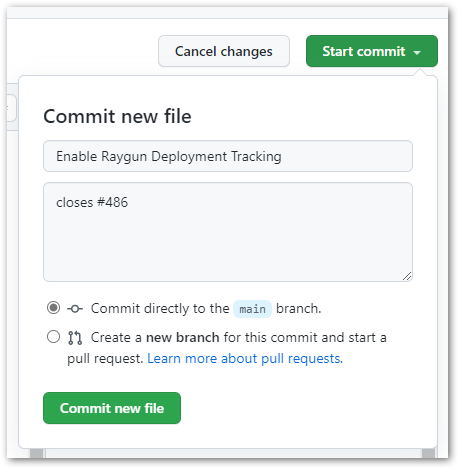 Cancel changes
Start commit
Commit new file
Enable Raygun Deployment Tracking
closes #486
Commit directly to the main branch.
Create a new branch for this commit and start a
pull request. Learn more about pull requests.
Commit new file